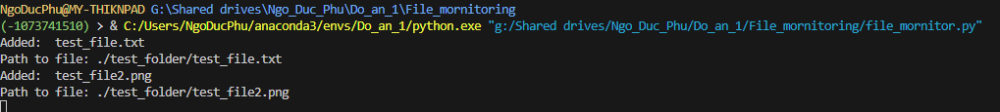 NgoDucPhu@MY-THIKNPAD G:\Shared drives\Ngo_Duc_Phu\Do_an_1\File_mornitoring
(-1073741510) > & C:/Users/NgoDucPhu/anaconda3/envs/Do_an_1/python.exe "g:/Shared drives/Ngo_Duc_Phu/Do_an_1/File_mornitoring/file_mornitor.py"
Added:  test_file.txt
Path to file: ./test_folder/test_file.txt
Added:  test_file2.png
Path to file: ./test_folder/test_file2.png